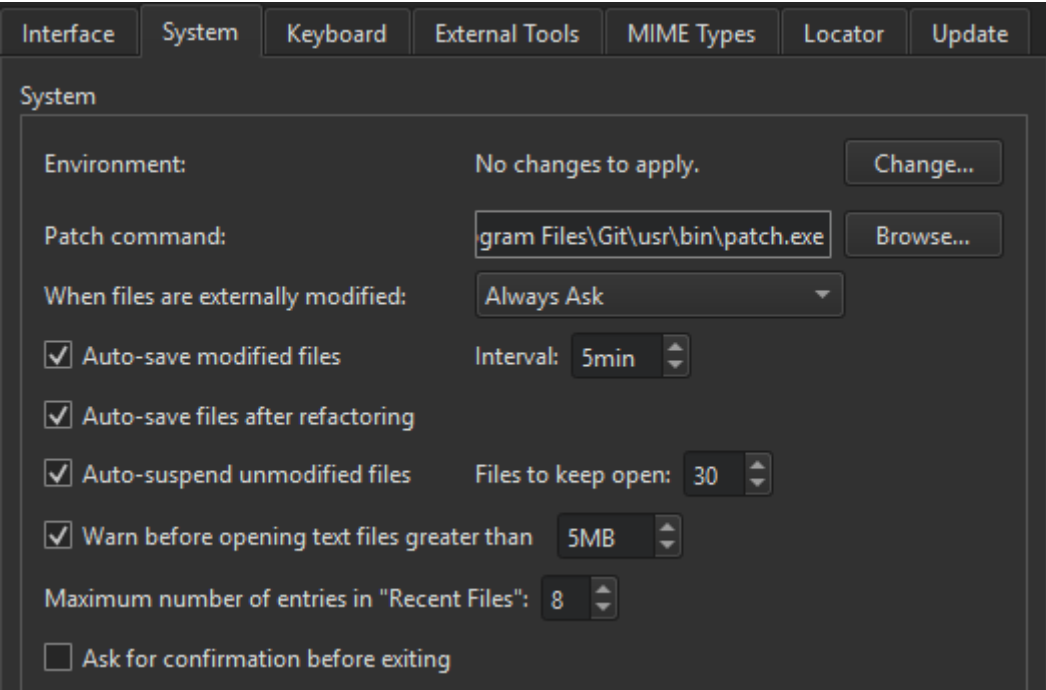 Interface System Keyboard External Tools MIME Types Locator Update
System
Environment: No changes to apply. Change...
Patch command: gram Files\Git\usr\bin\patch.exe Browse...
When files are externally modified: Always Ask
Auto-save modified files Interval: 5min
Auto-save files after refactoring
Auto-suspend unmodified files Files to keep open: 30
Warn before opening text files greater than 5MB
Maximum number of entries in "Recent Files": 8
Ask for confirmation before exiting